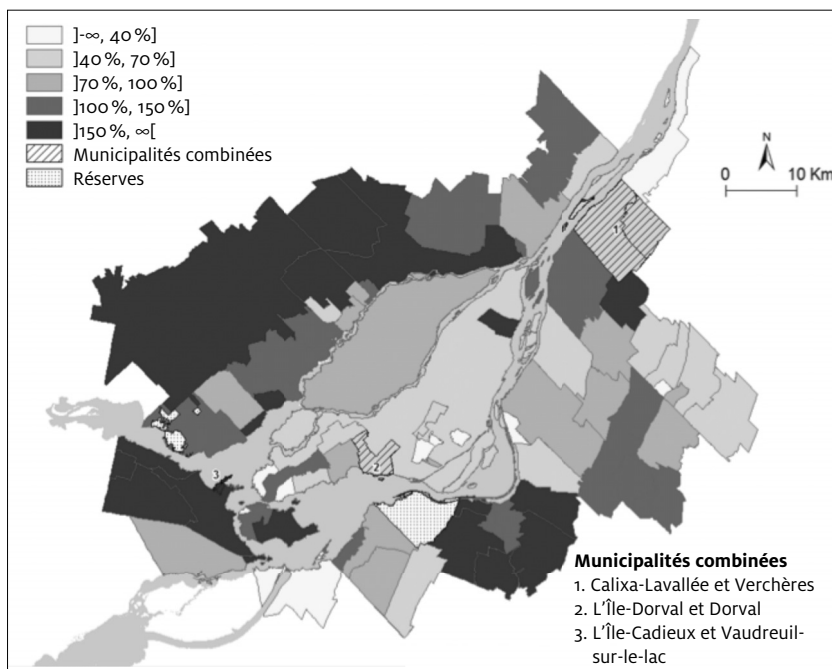 ]-∞, 40 %]
]40 %, 70 %]
]70 %, 100 %]
]100 %, 150 %]
]150 %, ∞[
Municipalités combinées
Réserves
N
0 10 Km
1
2
3
Municipalités combinées
1. Calixa-Lavallée et Verchères
2. L'Île-Dorval et Dorval
3. L'Île-Cadieux et Vaudreuil-
sur-le-lac